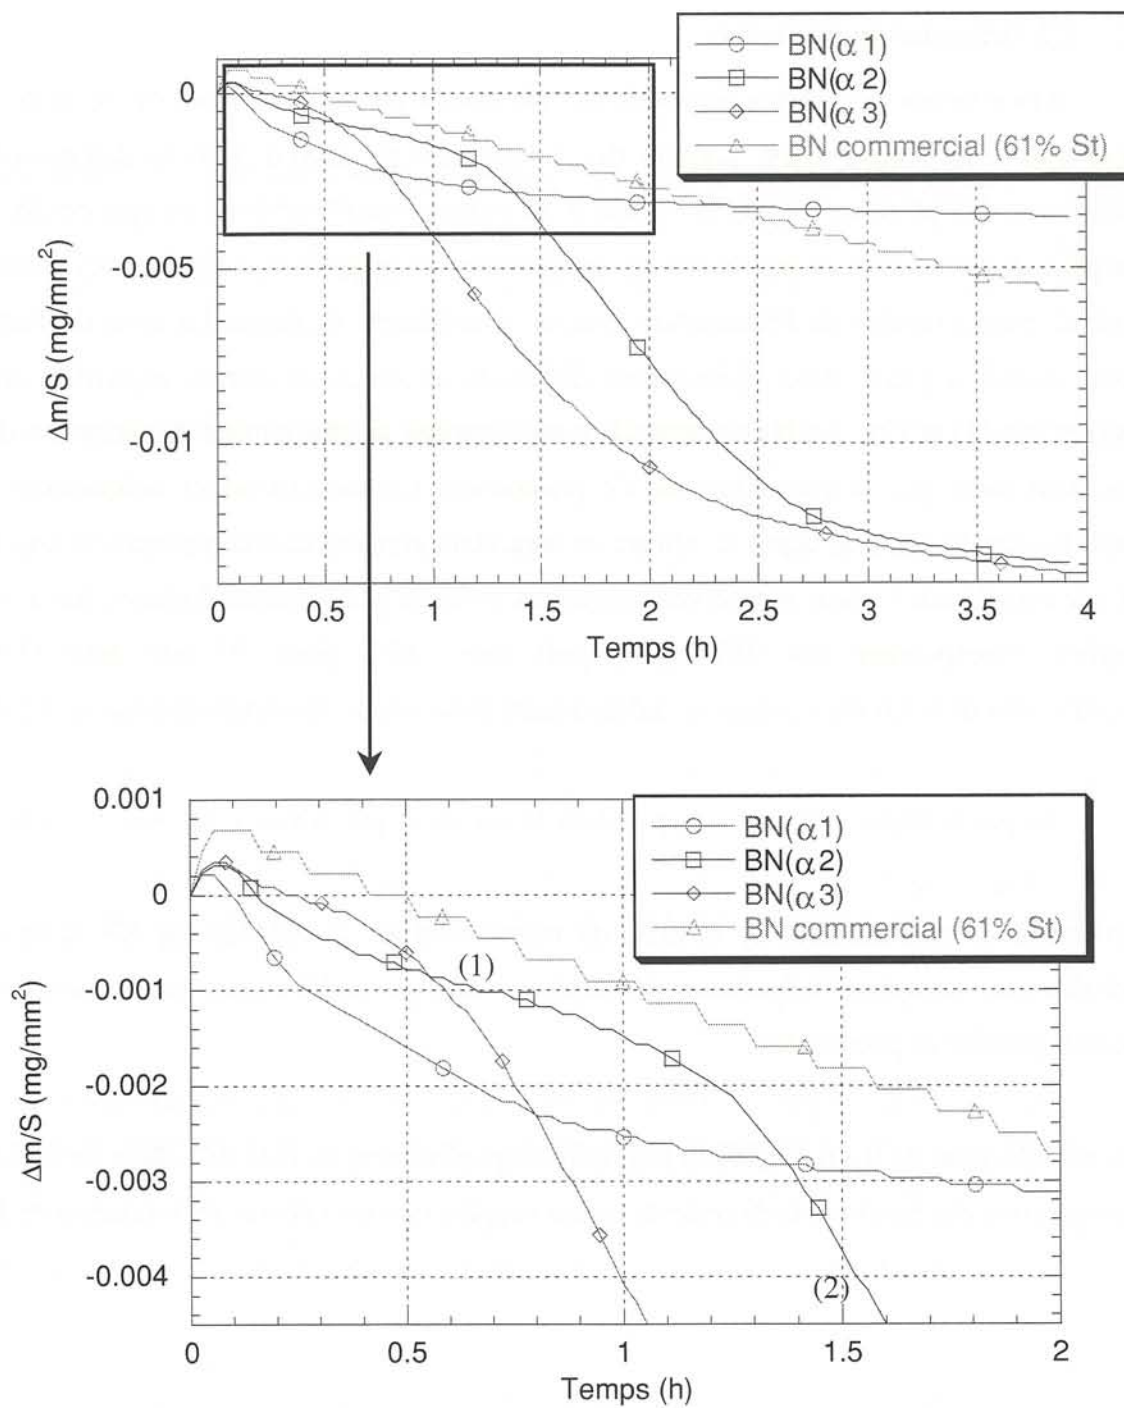 BN(α1)
BN(α2)
BN(α3)
BN commercial (61% St)
0
-0.005
-0.01
Δm/S (mg/mm²)
0 0.5 1 1.5 2 2.5 3 3.5 4
Temps (h)
0.001
0
-0.001
-0.002
-0.003
-0.004
Δm/S (mg/mm²)
BN(α1)
BN(α2)
BN(α3)
BN commercial (61% St)
(1)
(2)
0 0.5 1 1.5 2
Temps (h)